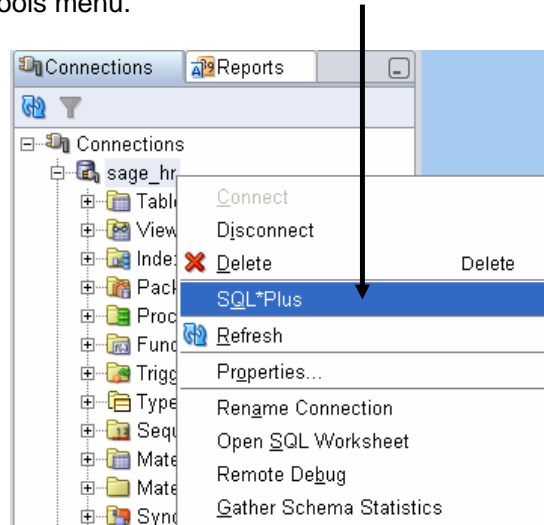 ools menu.
Connections Reports
Connections
sage_hr
Tabl
View
Inde
Pack
Proc
Func
Trigg
Type
Sequ
Mate
Mate
Syno
Connect
Disconnect
Delete Delete
SQL*Plus
Refresh
Properties...
Rename Connection
Open SQL Worksheet
Remote Debug
Gather Schema Statistics